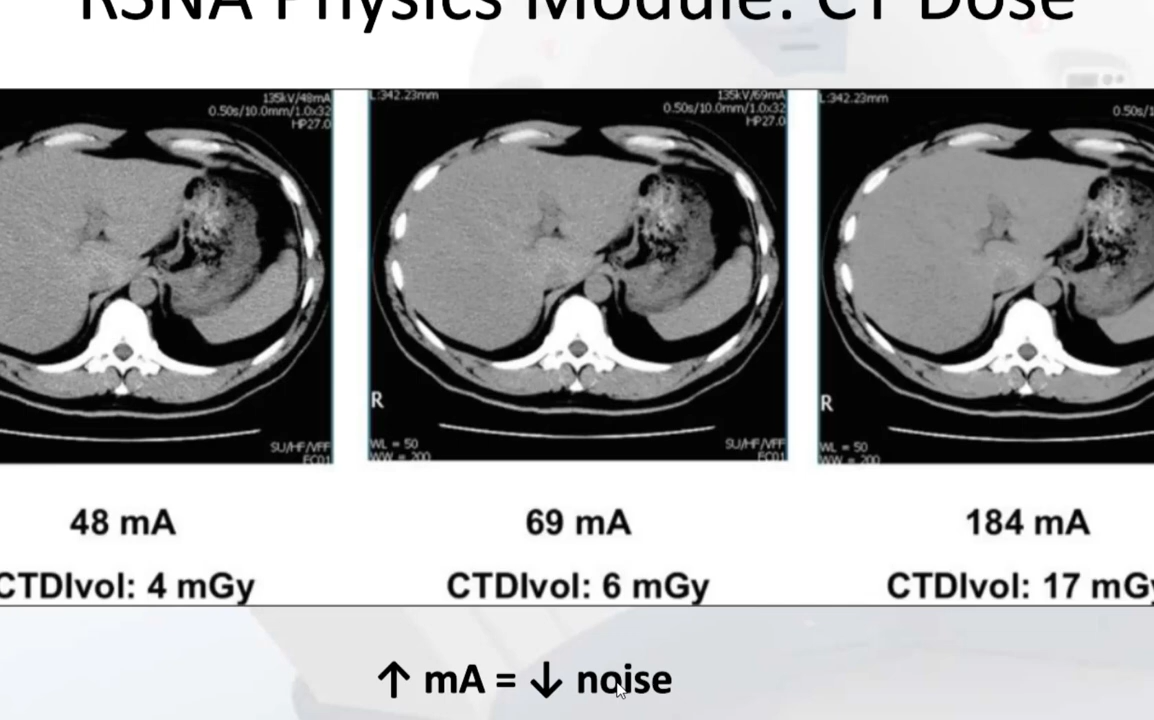 RSNA Physics Module: CT Dose
135kV/48mA
0.50s/10.0mm/1.0x32
HP27.0
SU/HF/VFF
FC01
L:342.23mm
135kV/69mA
0.50s/10.0mm/1.0x32
HP27.0
R
WL = 50
WW = 200
SU/HF/VFF
FC01
L:342.23mm
0.50s/1
R
WL = 50
WW = 200
48 mA
69 mA
184 mA
CTDIvol: 4 mGy
CTDIvol: 6 mGy
CTDIvol: 17 mGy
↑ mA = ↓ noise